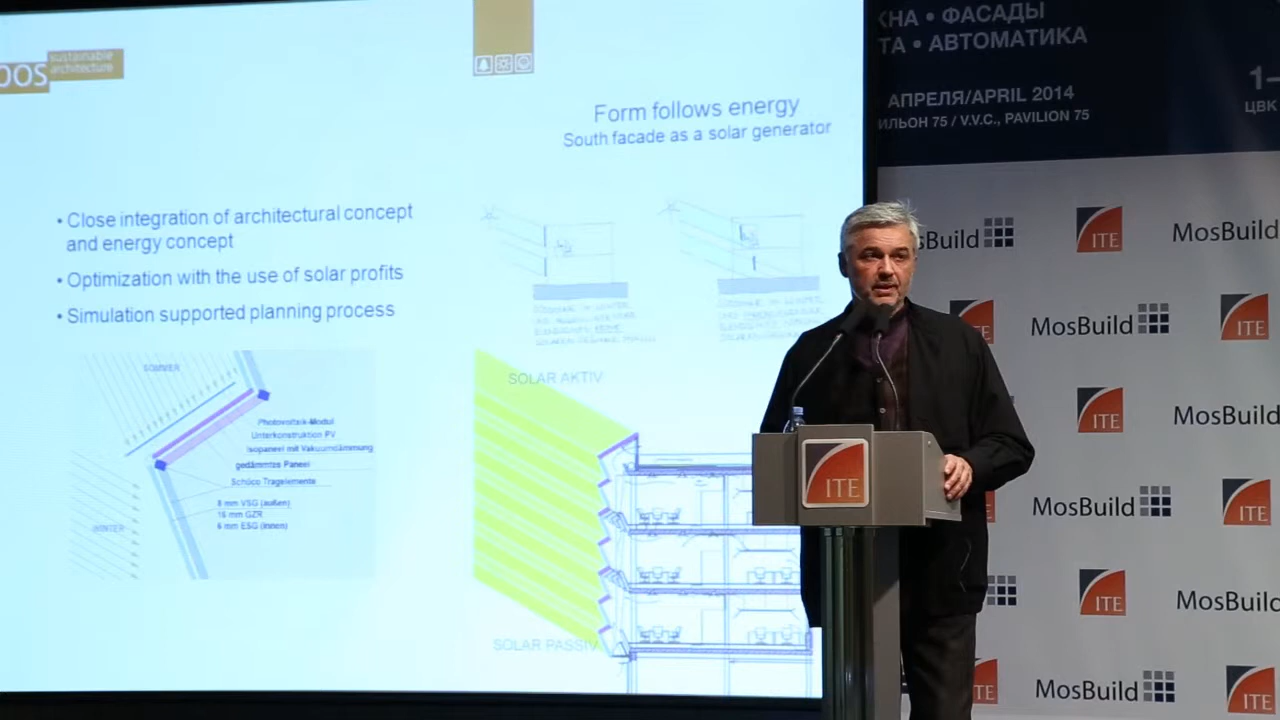 sustainable
architecture
Form follows energy
South facade as a solar generator
• Close integration of architectural concept
and energy concept
• Optimization with the use of solar profits
• Simulation supported planning process
SOMMER
Photovoltaik-Modul
Unterkonstruktion PV
Isopaneel mit Vakuumdämmung
gedämmtes Paneel
Schüco Tragelemente
8 mm VSG (außen)
16 mm GZR
6 mm ESG (innen)
WINTER
SOLAR AKTIV
SOLAR PASSIV
• ФАСАДЫ
• АВТОМАТИКА
АПРЕЛЯ/APRIL 2014
75 / V.V.C., PAVILION 75
1–
ЦВК
sBuild
ITE
MosBuild
MosBuild
ITE
ITE
MosBuild
ITE
MosBuild
ITE
ITE
MosBuild
ITE
MosBuild
MosBuild
ITE